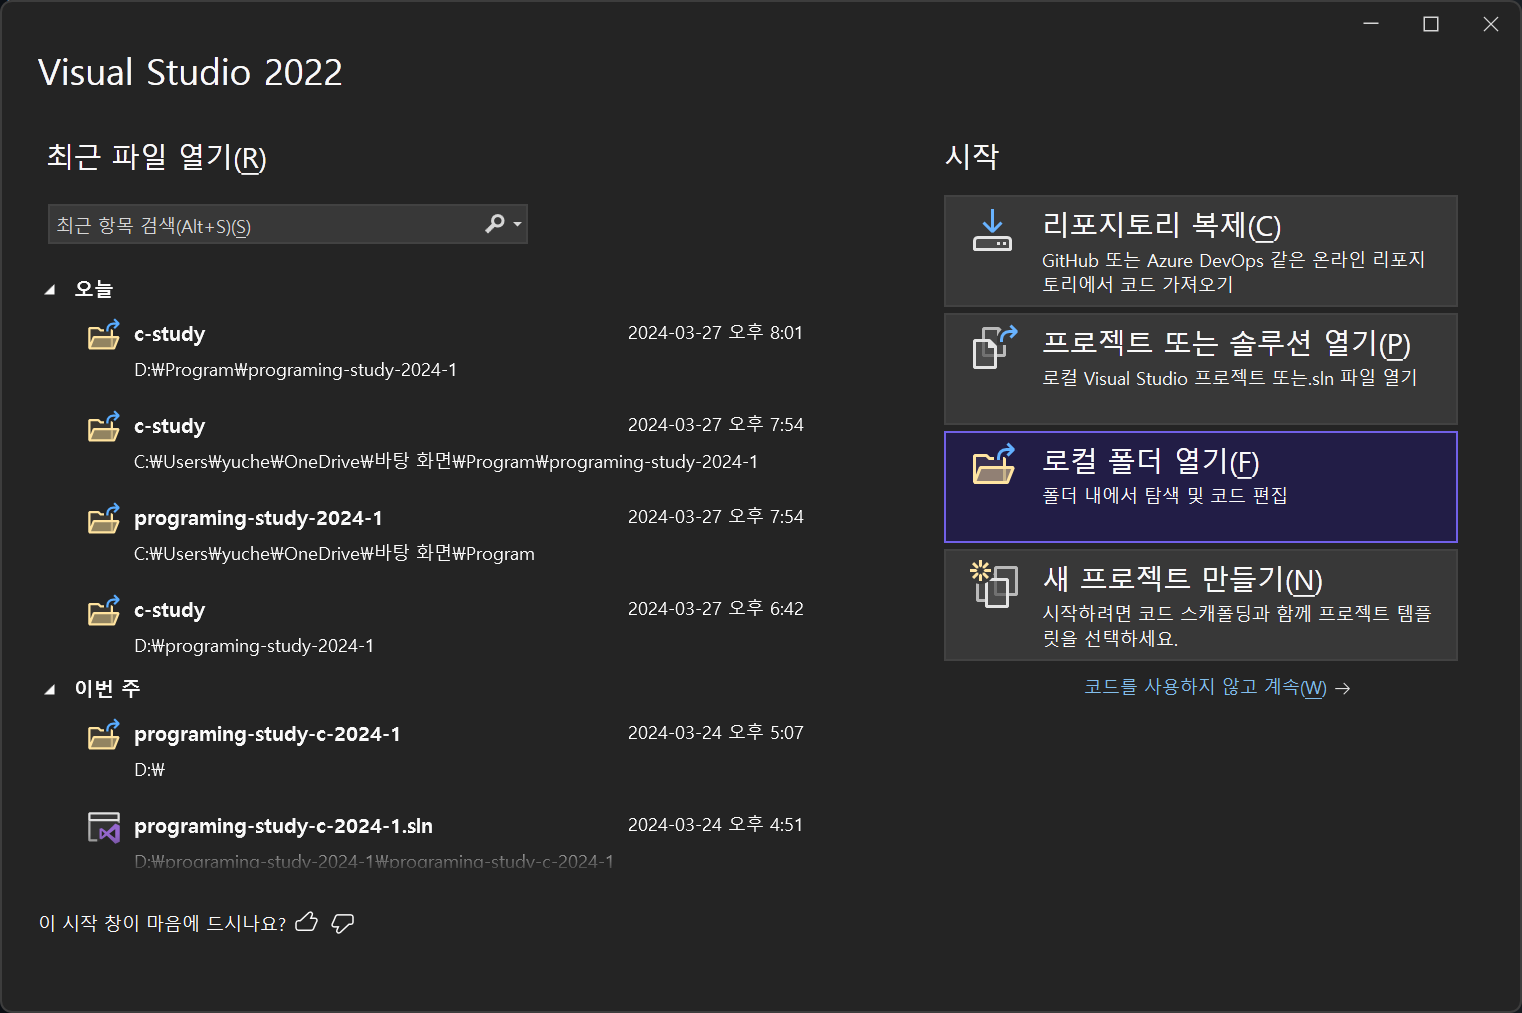 Visual Studio 2022
최근 파일 열기(R)
최근 항목 검색(Alt+S)(S)
오늘
c-study
2024-03-27 오후 8:01
D:₩Program₩programing-study-2024-1
c-study
2024-03-27 오후 7:54
C:₩Users₩yuche₩OneDrive₩바탕 화면₩Program₩programing-study-2024-1
programing-study-2024-1
2024-03-27 오후 7:54
C:₩Users₩yuche₩OneDrive₩바탕 화면₩Program
c-study
2024-03-27 오후 6:42
D:₩programing-study-2024-1
이번 주
programing-study-c-2024-1
2024-03-24 오후 5:07
D:₩
programing-study-c-2024-1.sln
2024-03-24 오후 4:51
D:₩programing-study-2024-1₩programing-study-c-2024-1
이 시작 창이 마음에 드시나요?
시작
리포지토리 복제(C)
GitHub 또는 Azure DevOps 같은 온라인 리포지
토리에서 코드 가져오기
프로젝트 또는 솔루션 열기(P)
로컬 Visual Studio 프로젝트 또는.sln 파일 열기
로컬 폴더 열기(F)
폴더 내에서 탐색 및 코드 편집
새 프로젝트 만들기(N)
시작하려면 코드 스캐폴딩과 함께 프로젝트 템플
릿을 선택하세요.
코드를 사용하지 않고 계속(W) →